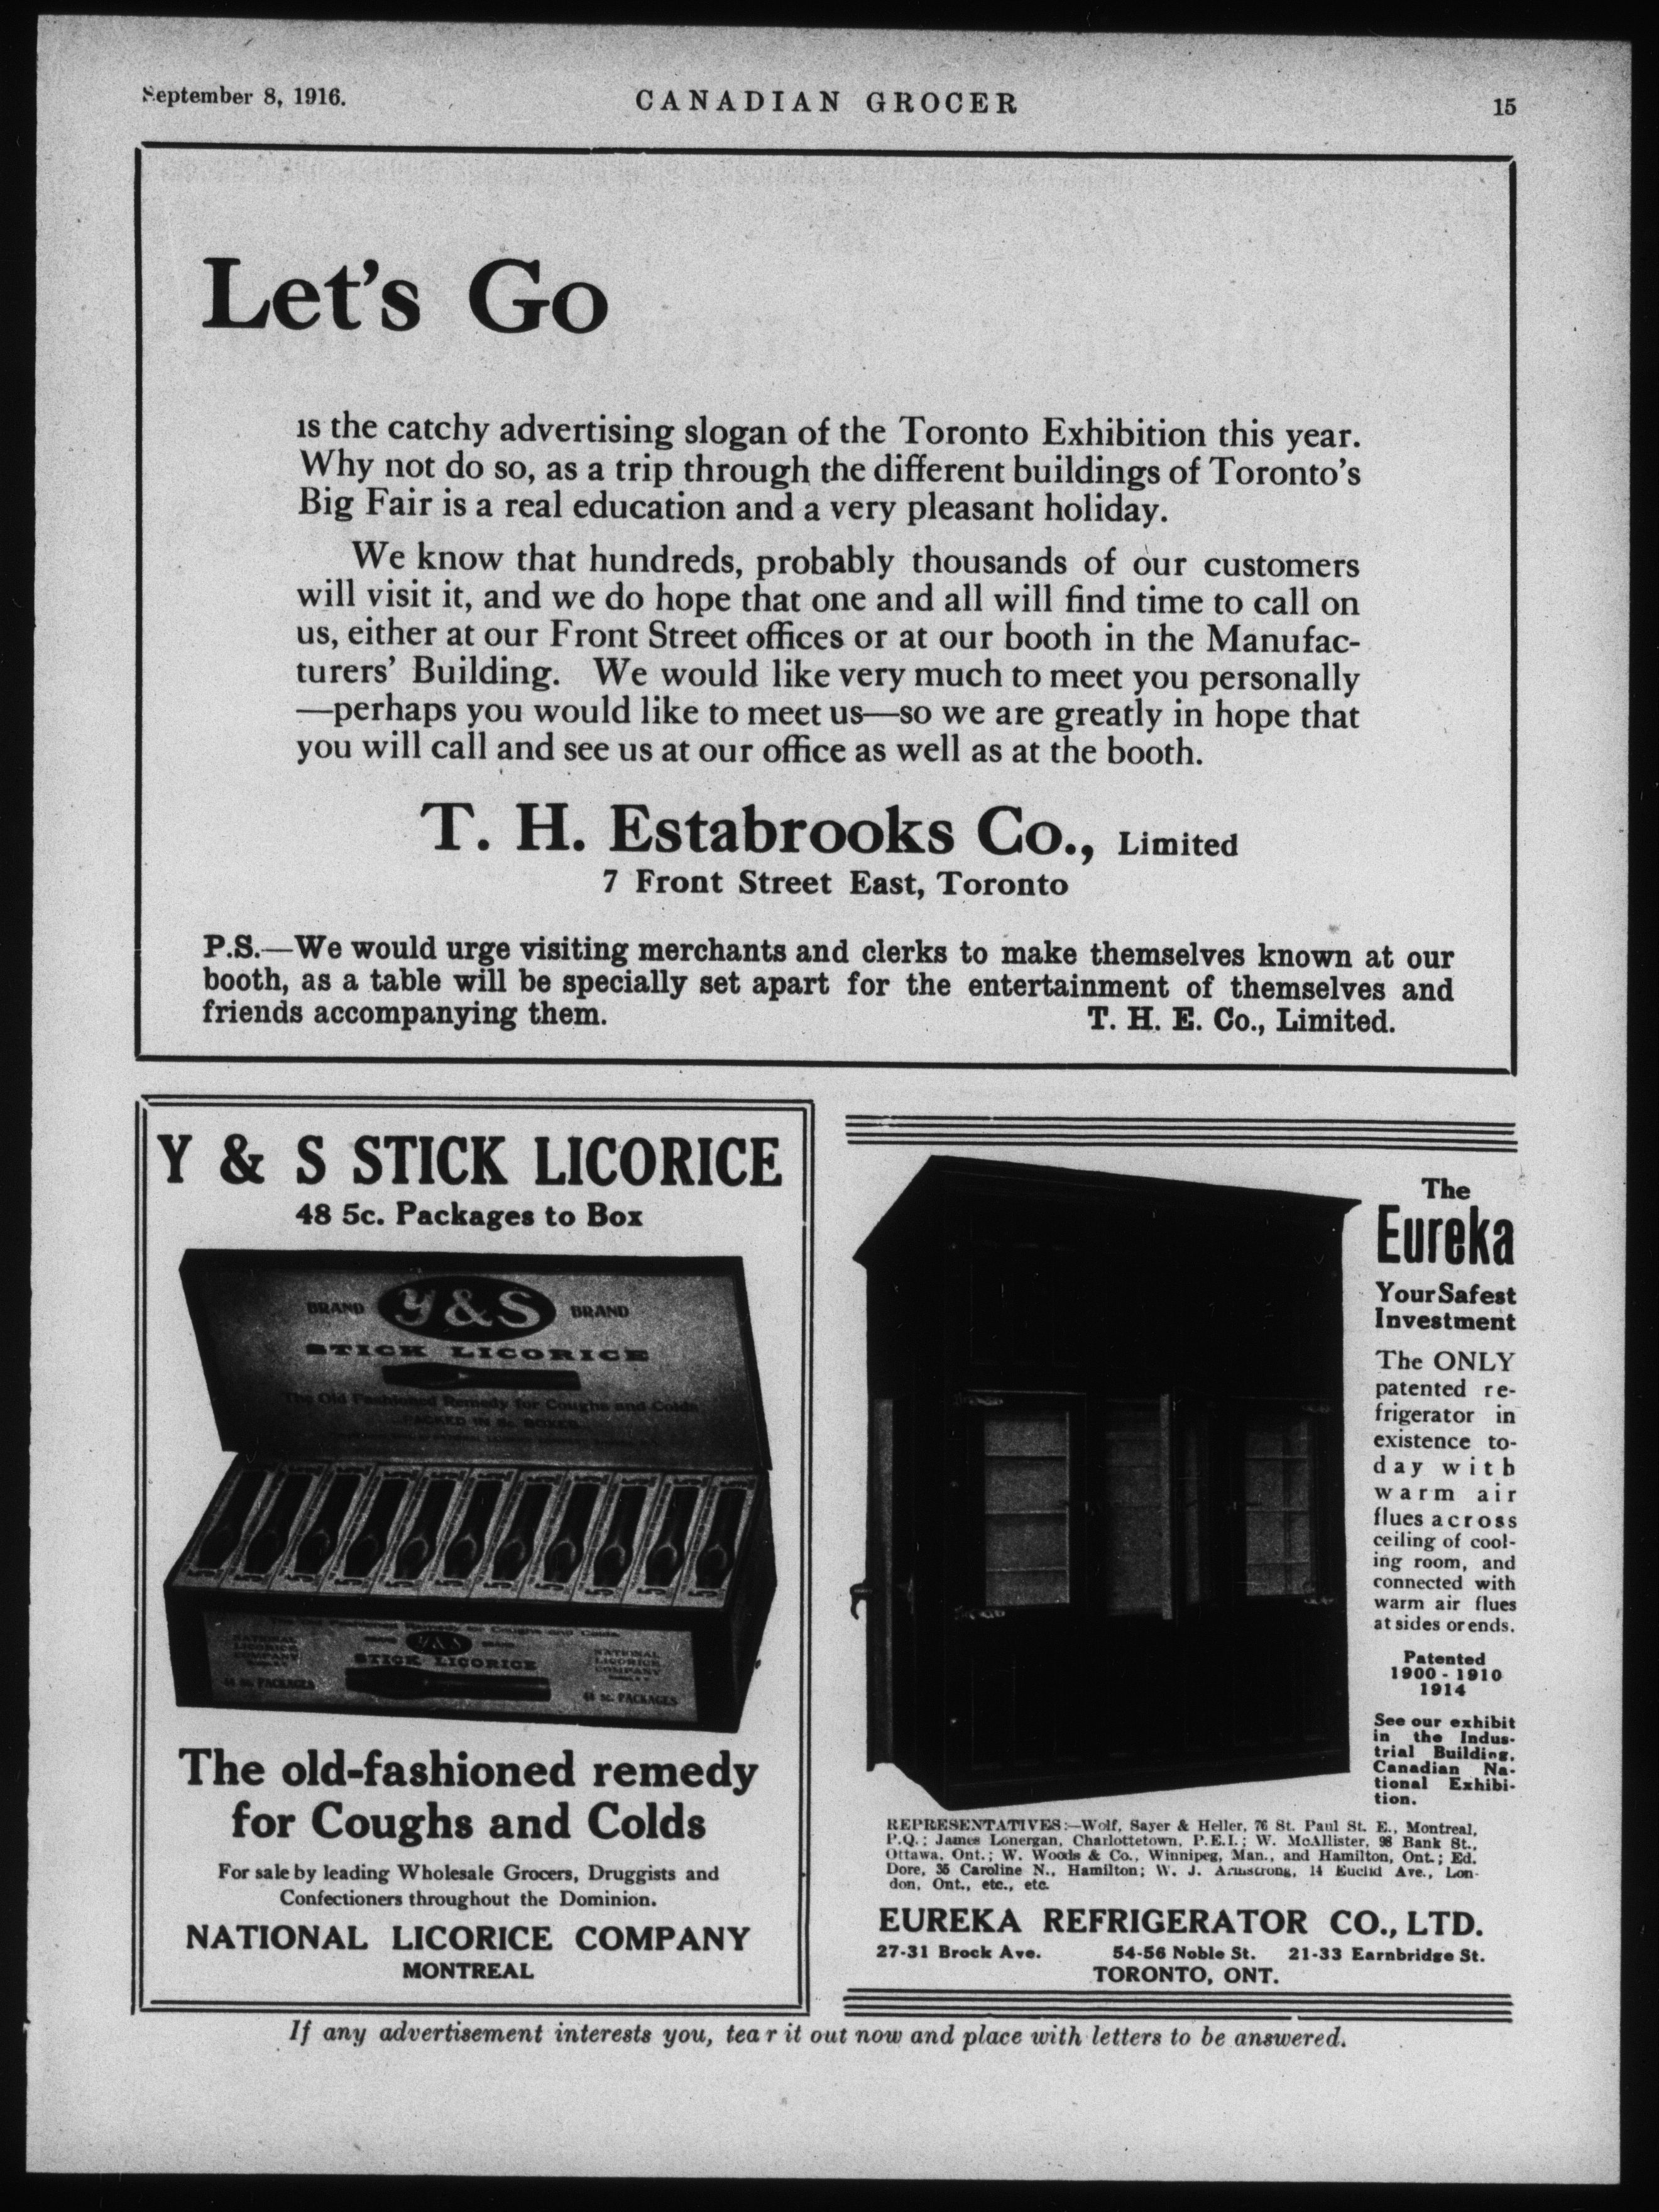 September 8, 1916.
CANADIAN GROCER
15
Let's Go
is the catchy advertising slogan of the Toronto Exhibition this year.
Why not do so, as a trip through the different buildings of Toronto's
Big Fair is a real education and a very pleasant holiday.
We know that hundreds, probably thousands of our customers
will visit it, and we do hope that one and all will find time to call on
us, either at our Front Street offices or at our booth in the Manufac-
turers' Building. We would like very much to meet you personally
—perhaps you would like to meet us—so we are greatly in hope that
you will call and see us at our office as well as at the booth.
T. H. Estabrooks Co., Limited
7 Front Street East, Toronto
P.S.—We would urge visiting merchants and clerks to make themselves known at our
booth, as a table will be specially set apart for the entertainment of themselves and
friends accompanying them.
T. H. E. Co., Limited.
Y & S STICK LICORICE
48 5c. Packages to Box
BRAND Y&S BRAND
STICK LICORICE
The Old Fashioned Remedy for Coughs and Colds
PACKED IN 5c. BOXES
Y&S
STICK LICORICE
NATIONAL
LICORICE
COMPANY
NATIONAL
LICORICE
COMPANY
PACKAGES
PACKAGES
The old-fashioned remedy
for Coughs and Colds
For sale by leading Wholesale Grocers, Druggists and
Confectioners throughout the Dominion.
NATIONAL LICORICE COMPANY
MONTREAL
The
Eureka
Your Safest
Investment
The ONLY
patented re-
frigerator in
existence to-
day with
warm air
flues across
ceiling of cool-
ing room, and
connected with
warm air flues
at sides or ends.
Patented
1900 - 1910
1914
See our exhibit
in the Indus-
trial Building,
Canadian Na-
tional Exhibi-
tion.
REPRESENTATIVES:—Wolf, Sayer & Heller, 76 St. Paul St. E., Montreal,
P.Q.; James Lonergan, Charlottetown, P.E.I.; W. McAllister, 98 Bank St.,
Ottawa, Ont.; W. Woods & Co., Winnipeg, Man., and Hamilton, Ont.; Ed.
Dore, 35 Caroline N., Hamilton; W. J. Armstrong, 14 Euclid Ave., Lon-
don, Ont., etc., etc.
EUREKA REFRIGERATOR CO., LTD.
27-31 Brock Ave. 54-56 Noble St. 21-33 Earnbridge St.
TORONTO, ONT.
If any advertisement interests you, tear it out now and place with letters to be answered.